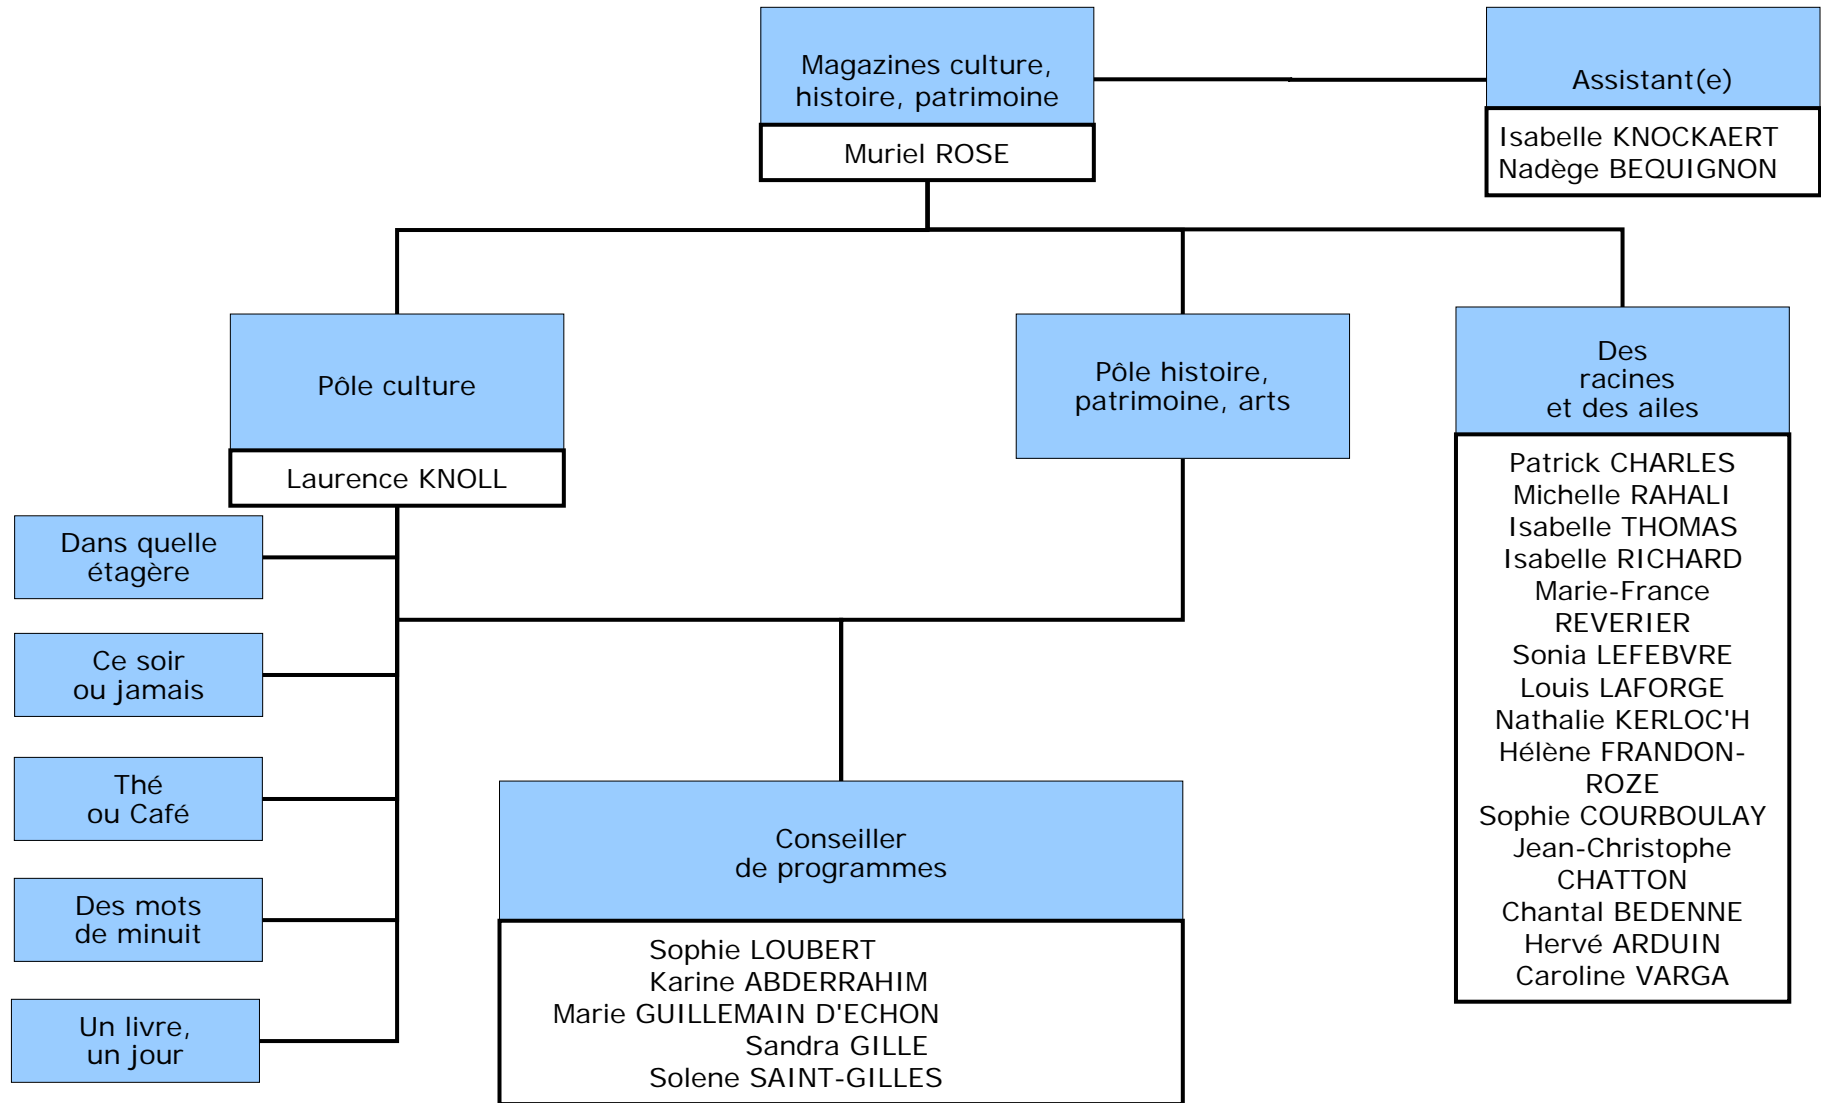 Magazines culture,
histoire, patrimoine
Muriel ROSE
Assistant(e)
Isabelle KNOCKAERT
Nadège BEQUIGNON
Pôle culture
Laurence KNOLL
Pôle histoire,
patrimoine, arts
Des
racines
et des ailes
Patrick CHARLES
Michelle RAHALI
Isabelle THOMAS
Isabelle RICHARD
Marie-France
REVERIER
Sonia LEFEBVRE
Louis LAFORGE
Nathalie KERLOC'H
Hélène FRANDON-
ROZE
Sophie COURBOULAY
Jean-Christophe
CHATTON
Chantal BEDENNE
Hervé ARDUIN
Caroline VARGA
Dans quelle
étagère
Ce soir
ou jamais
Thé
ou Café
Des mots
de minuit
Un livre,
un jour
Conseiller
de programmes
Sophie LOUBERT
Karine ABDERRAHIM
Marie GUILLEMAIN D'ECHON
Sandra GILLE
Solene SAINT-GILLES